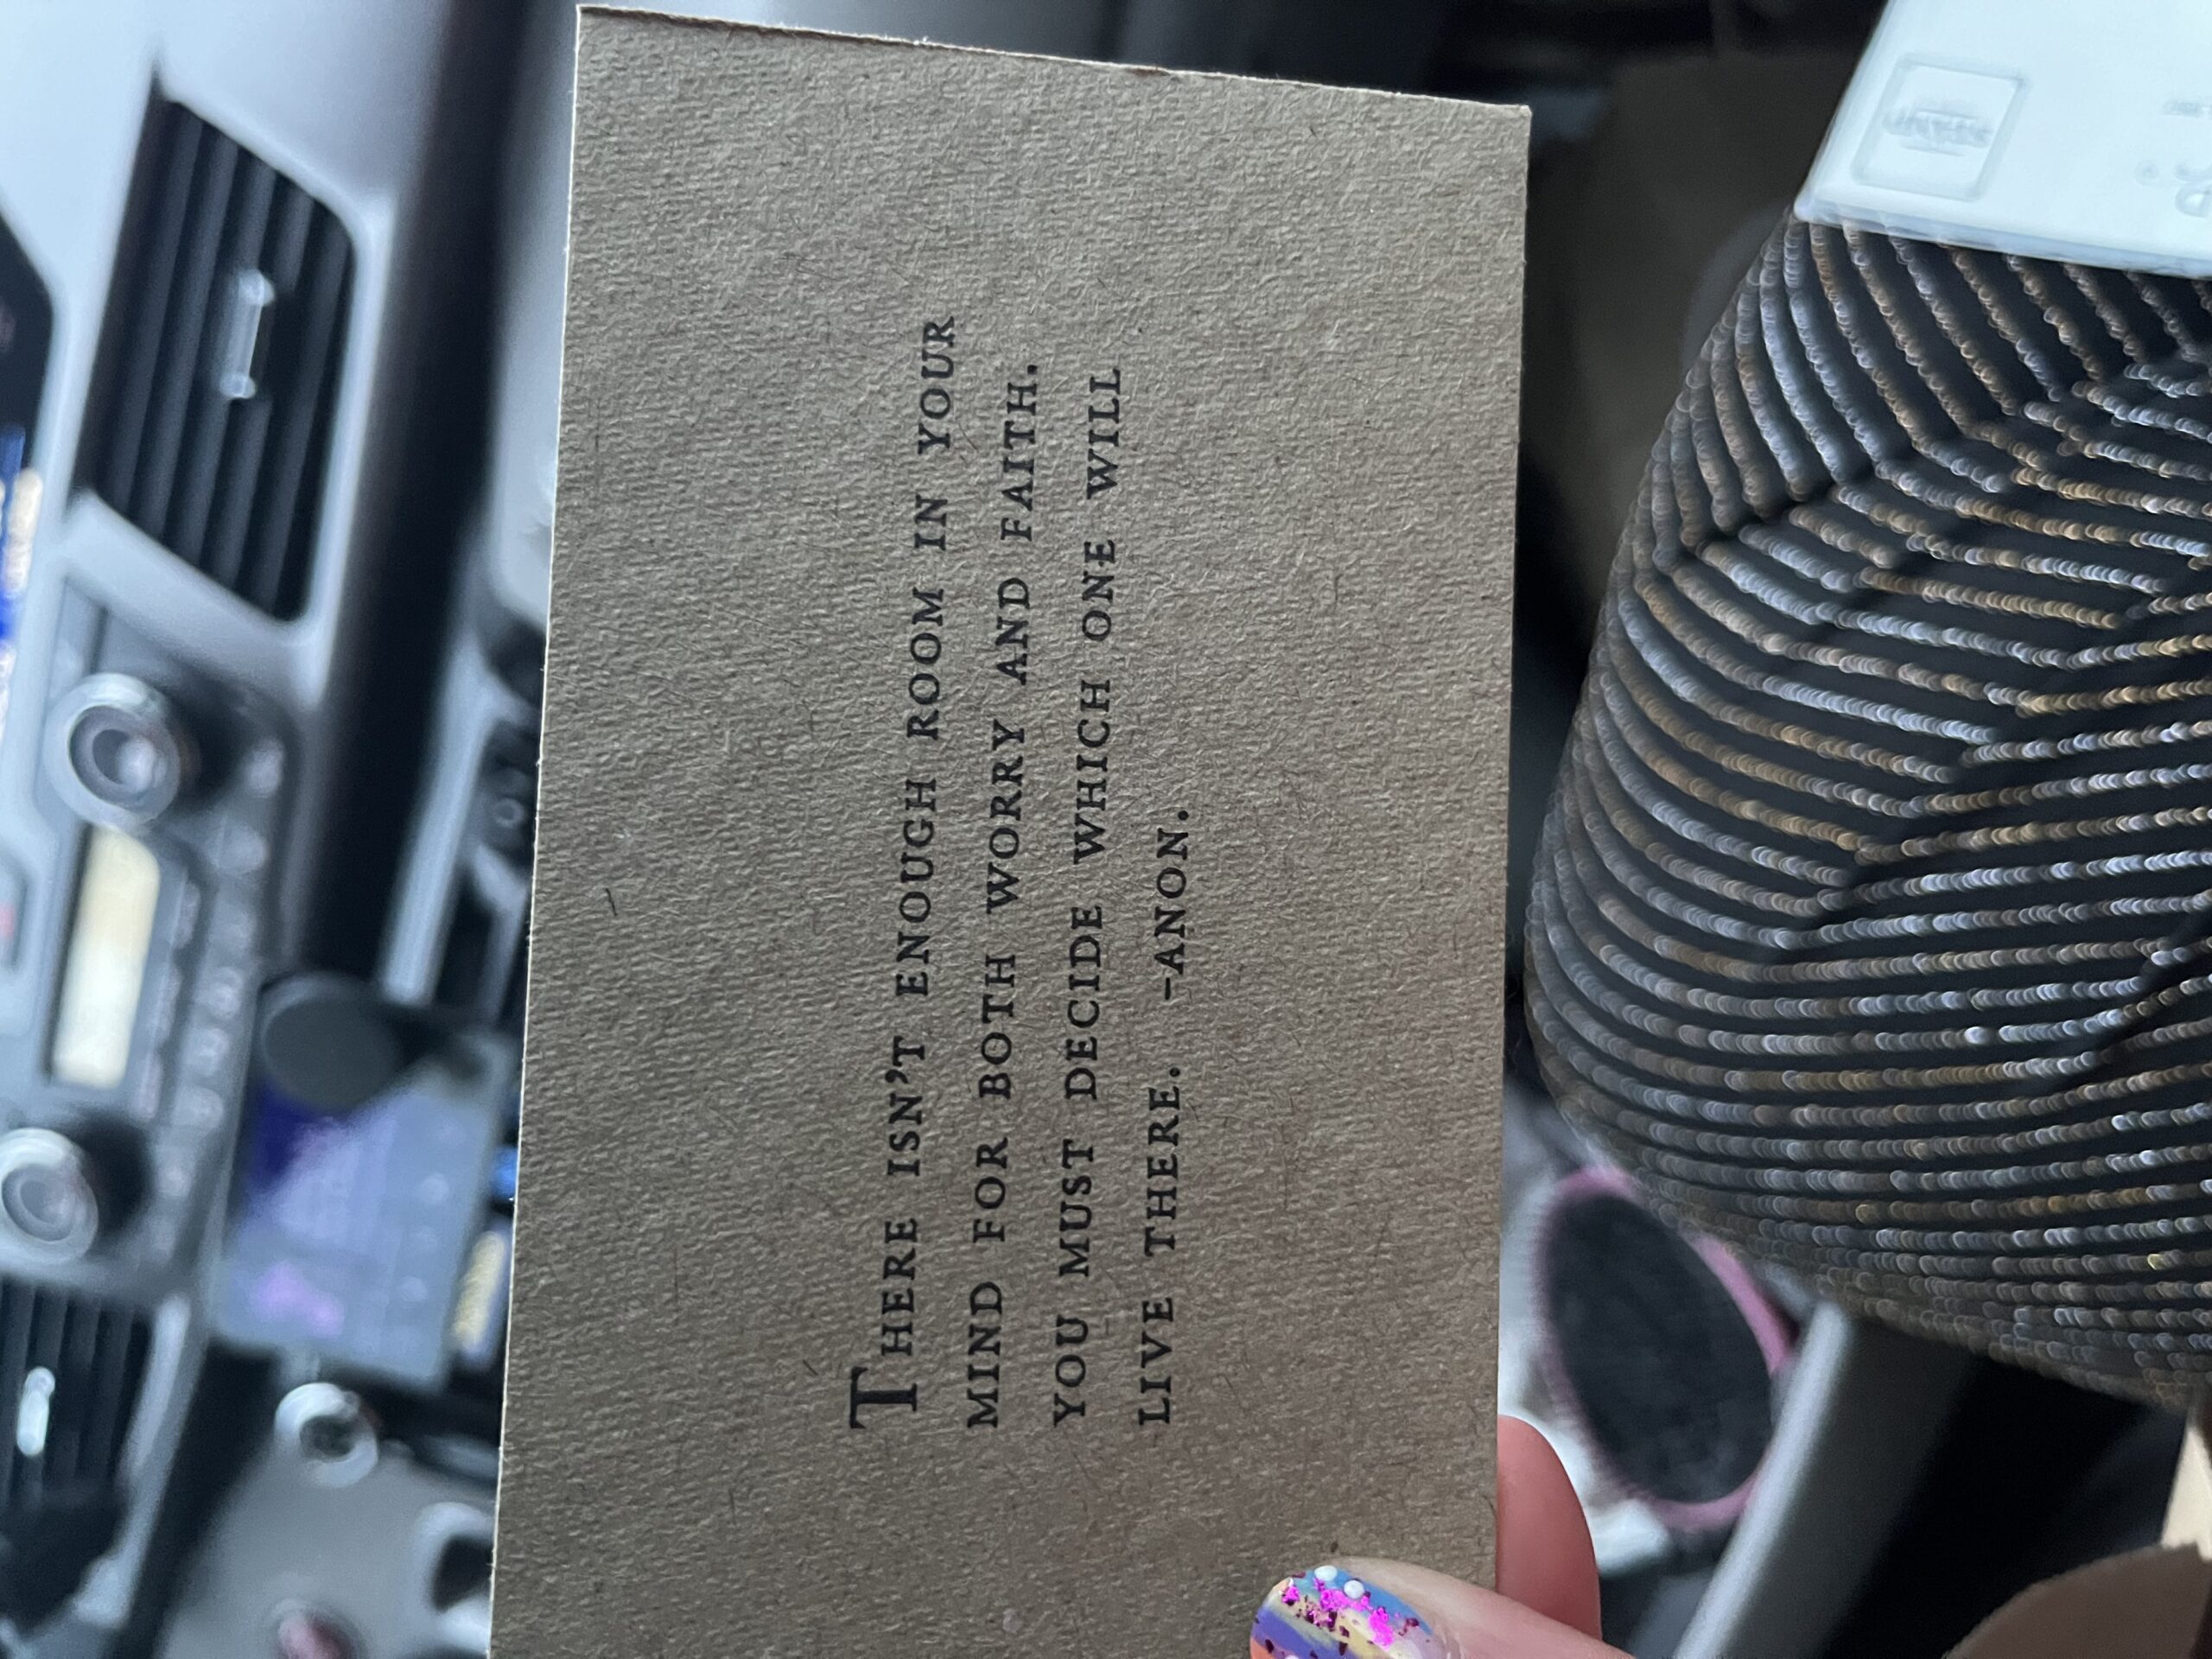 THERE ISN'T ENOUGH ROOM IN YOUR
MIND FOR BOTH WORRY AND FAITH.
YOU MUST DECIDE WHICH ONE WILL
LIVE THERE. -ANON.